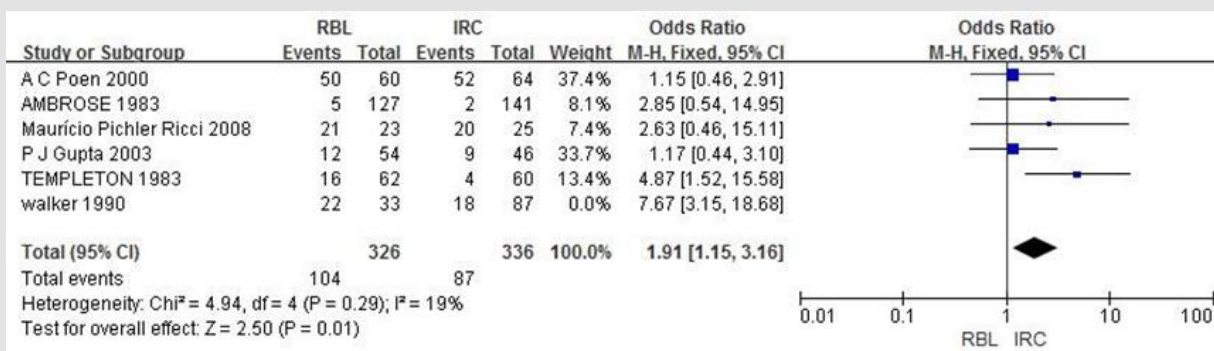 RBL IRC Odds Ratio Odds Ratio
Study or Subgroup Events Total Events Total Weight M-H, Fixed, 95% CI M-H, Fixed, 95% CI
A C Poen 2000 50 60 52 64 37.4% 1.15 [0.46, 2.91]
AMBROSE 1983 5 127 2 141 8.1% 2.85 [0.54, 14.95]
Maurício Pichler Ricci 2008 21 23 20 25 7.4% 2.63 [0.46, 15.11]
P J Gupta 2003 12 54 9 46 33.7% 1.17 [0.44, 3.10]
TEMPLETON 1983 16 62 4 60 13.4% 4.87 [1.52, 15.58]
walker 1990 22 33 18 87 0.0% 7.67 [3.15, 18.68]
Total (95% CI) 326 336 100.0% 1.91 [1.15, 3.16]
Total events 104 87
Heterogeneity: Chi² = 4.94, df = 4 (P = 0.29); I² = 19%
Test for overall effect: Z = 2.50 (P = 0.01)
0.01 0.1 1 10 100
RBL IRC